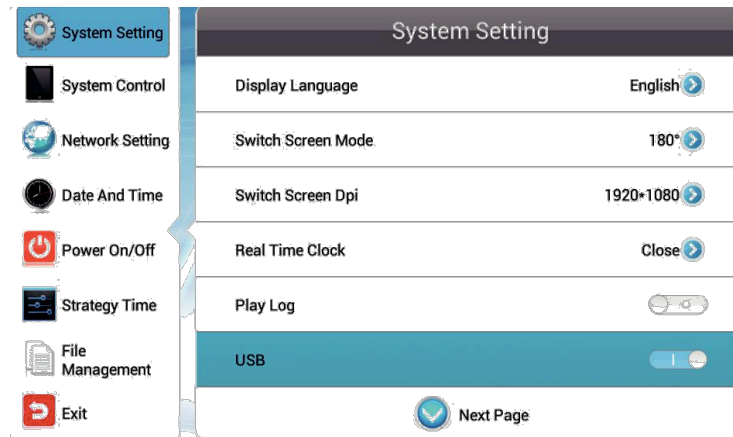 System Setting
System Control
Network Setting
Date And Time
Power On/Off
Strategy Time
File
Management
Exit
System Setting
Display Language English
Switch Screen Mode 180°
Switch Screen Dpi 1920*1080
Real Time Clock Close
Play Log
USB
Next Page